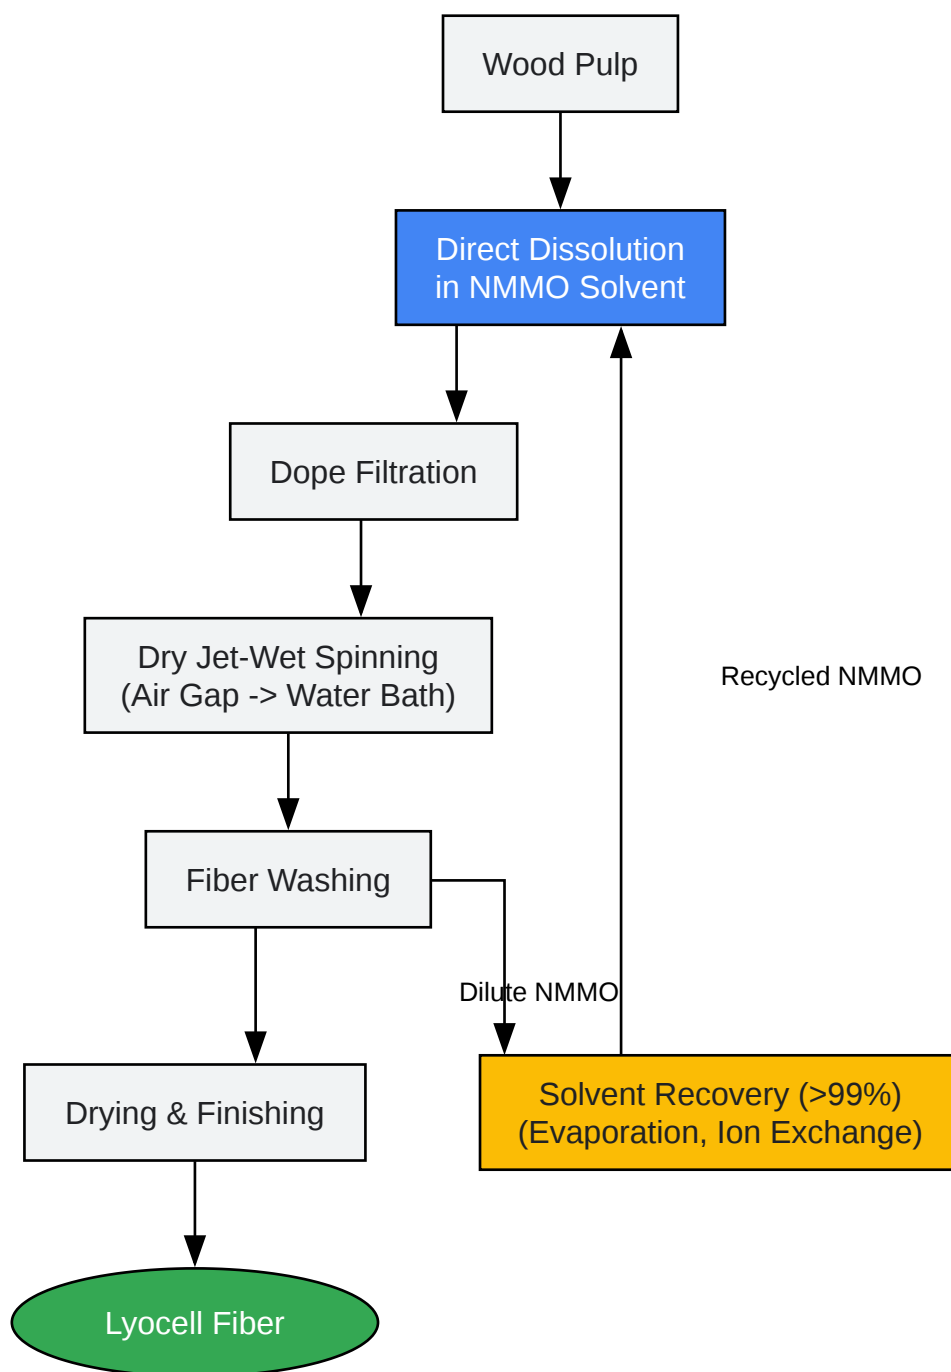 Wood Pulp
Direct Dissolution
in NMMO Solvent
Dope Filtration
Dry Jet-Wet Spinning
(Air Gap -> Water Bath)
Recycled NMMO
Fiber Washing
Dilute NMMO
Solvent Recovery (>99%)
(Evaporation, Ion Exchange)
Drying & Finishing
Lyocell Fiber